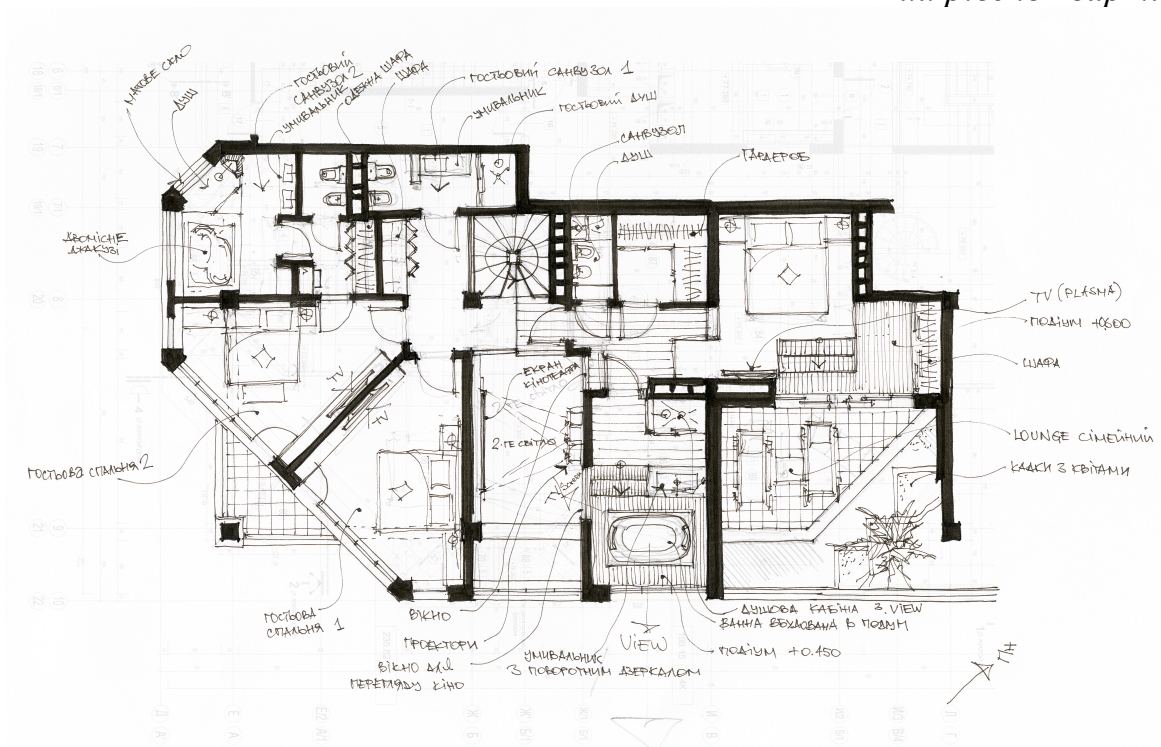 МАТОВЕ СКЛО
ДУШ
ГОСТЬОВИЙ
САНВУЗОЛ 2
УМИВАЛЬНИК
ОДЕЖНА ШАФА
ШАФА
ГОСТЬОВИЙ САНВУЗОЛ 1
УМИВАЛЬНИК
ГОСТЬОВИЙ ДУШ
САНВУЗОЛ
ДУШ
ГАРДЕРОБ
ДВОМІСНЕ
ДЖАКУЗІ
TV (PLASMA)
ПОДІУМ +0.600
ШАФА
LOUNGE СІМЕЙНИЙ
КАДКИ З КВІТАМИ
ЕКРАН
КІНОТЕАТРА
2-ГЕ СВІТЛО
TV
TV
TV
ГОСТЬОВА СПАЛЬНЯ 2
ГОСТЬОВА
СПАЛЬНЯ 1
ВІКНО
ПРОЕКТОРИ
ВІКНО ДЛЯ
ПЕРЕГЛЯДУ КІНО
УМИВАЛЬНИК
З ПОВОРОТНИМ ДЗЕРКАЛОМ
VIEW
ДУШОВА КАБІНА З VIEW
ВАННА ВБУДОВАНА В ПОДІУМ
ПОДІУМ +0.450
ПН